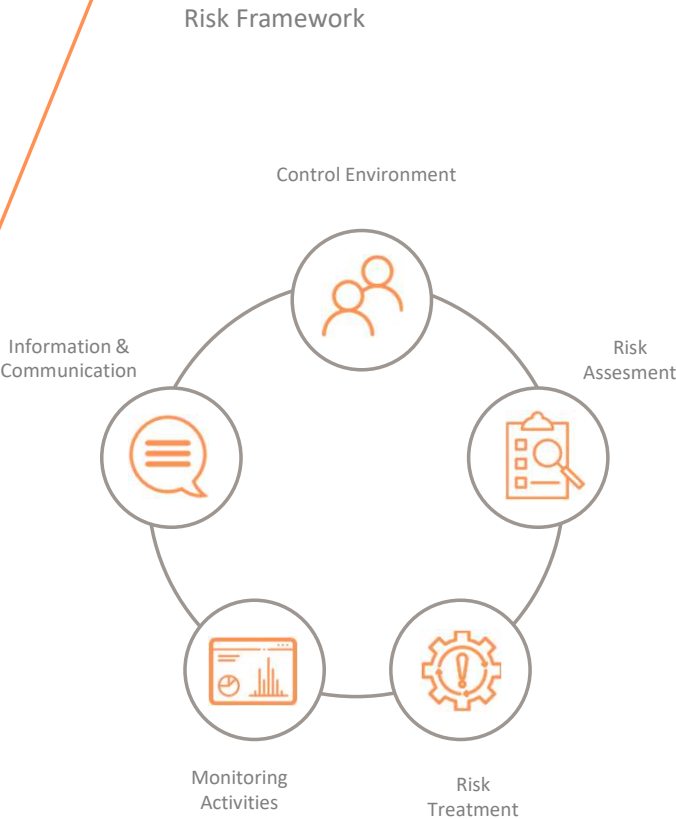 Risk Framework
Control Environment
Information &
Communication
Risk
Assesment
Monitoring
Activities
Risk
Treatment